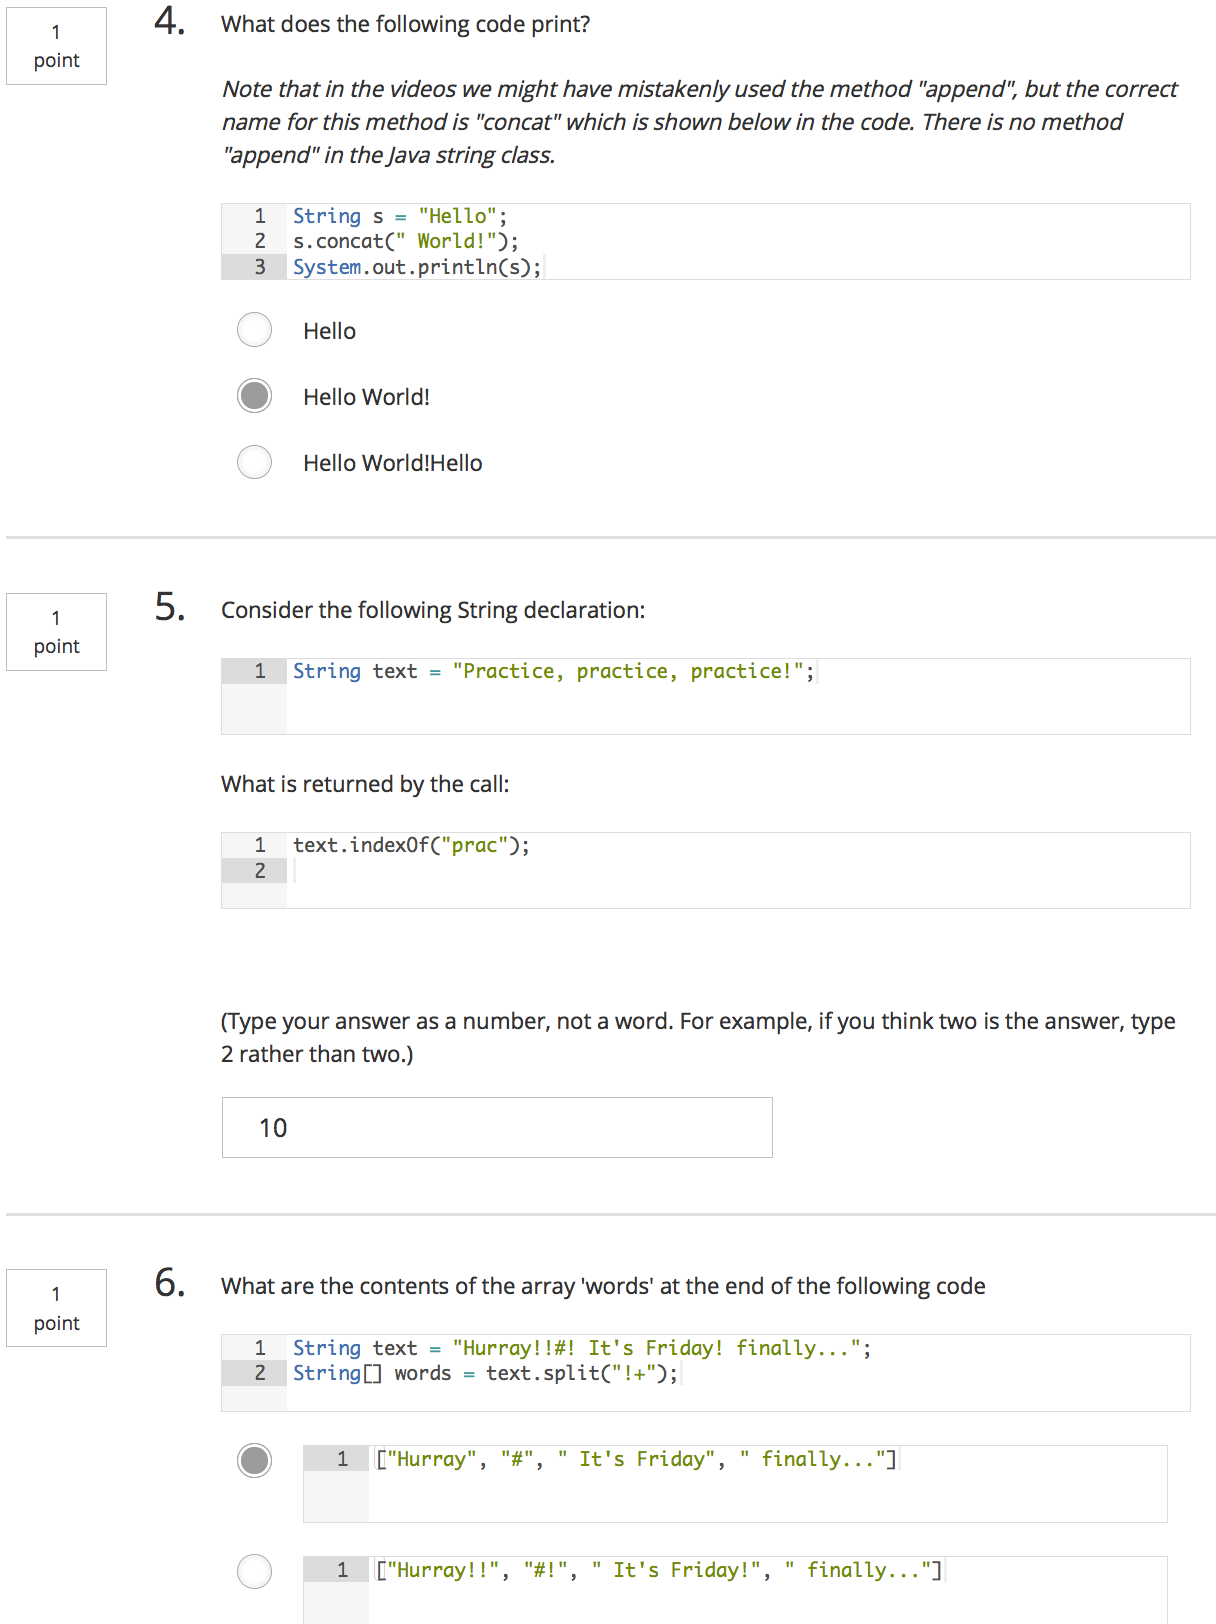 1
point
4.
What does the following code print?
Note that in the videos we might have mistakenly used the method "append", but the correct
name for this method is "concat" which is shown below in the code. There is no method
"append" in the Java string class.
1 String s = "Hello";
2 s.concat(" World!");
3 System.out.println(s);
Hello
Hello World!
Hello World!Hello
1
point
5.
Consider the following String declaration:
1 String text = "Practice, practice, practice!";
What is returned by the call:
1 text.indexOf("prac");
2
(Type your answer as a number, not a word. For example, if you think two is the answer, type
2 rather than two.)
10
1
point
6.
What are the contents of the array 'words' at the end of the following code
1 String text = "Hurray!!#! It's Friday! finally...";
2 String[] words = text.split("!+");
1 ["Hurray", "#", " It's Friday", " finally..."]
1 ["Hurray!!", "#!", " It's Friday!", " finally..."]